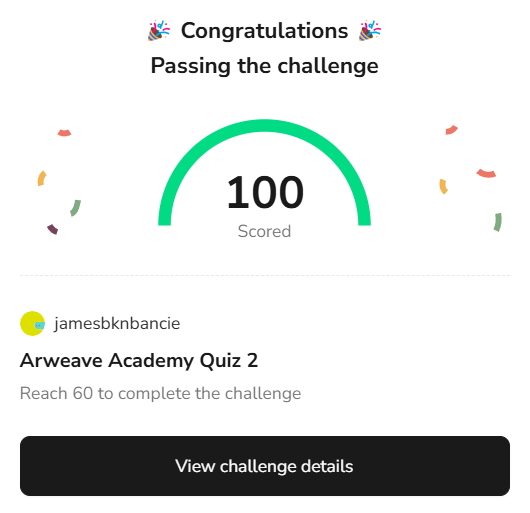 🎉 Congratulations 🎉
Passing the challenge
100
Scored
jamesbknbancie
Arweave Academy Quiz 2
Reach 60 to complete the challenge
View challenge details